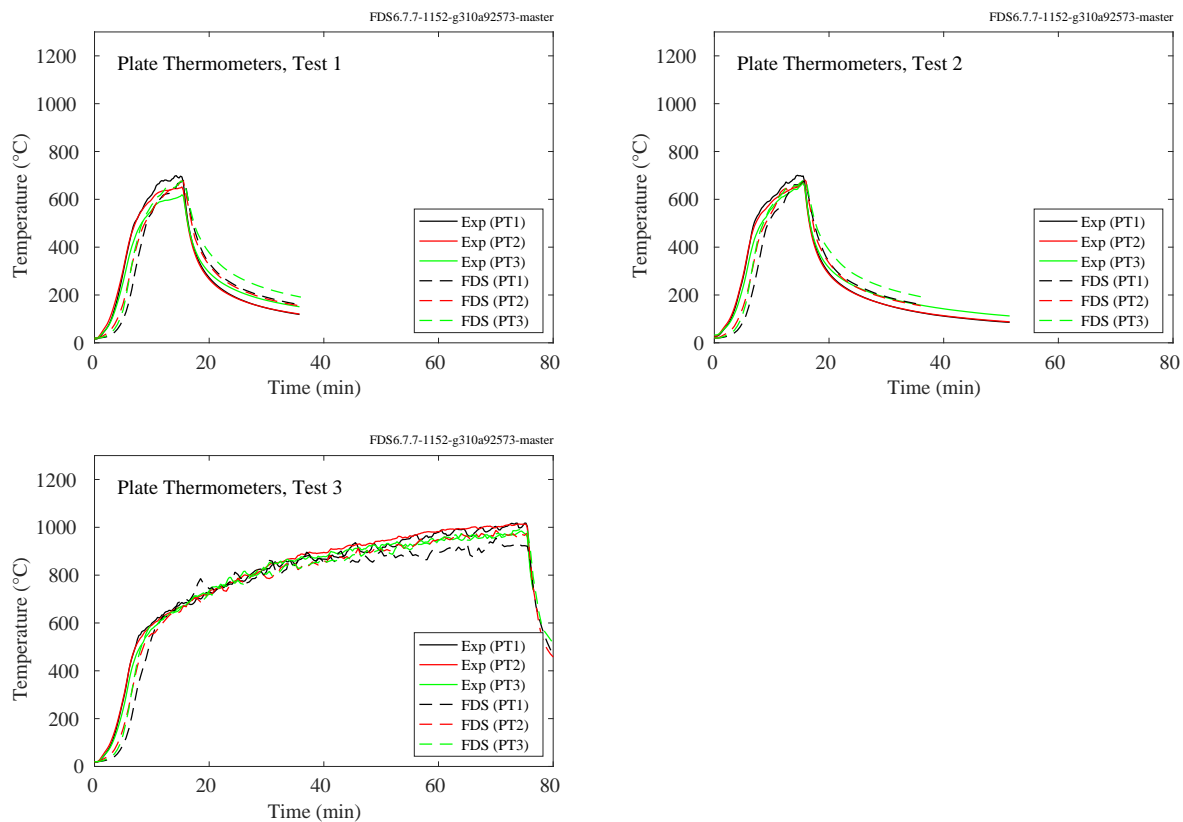 FDS6.7.7-1152-g310a92573-master
Plate Thermometers, Test 1
Temperature (°C)
1200
1000
800
600
400
200
0
0 20 40 60 80
Time (min)
Exp (PT1)
Exp (PT2)
Exp (PT3)
FDS (PT1)
FDS (PT2)
FDS (PT3)
FDS6.7.7-1152-g310a92573-master
Plate Thermometers, Test 2
Temperature (°C)
1200
1000
800
600
400
200
0
0 20 40 60 80
Time (min)
Exp (PT1)
Exp (PT2)
Exp (PT3)
FDS (PT1)
FDS (PT2)
FDS (PT3)
FDS6.7.7-1152-g310a92573-master
Plate Thermometers, Test 3
Temperature (°C)
1200
1000
800
600
400
200
0
0 20 40 60 80
Time (min)
Exp (PT1)
Exp (PT2)
Exp (PT3)
FDS (PT1)
FDS (PT2)
FDS (PT3)